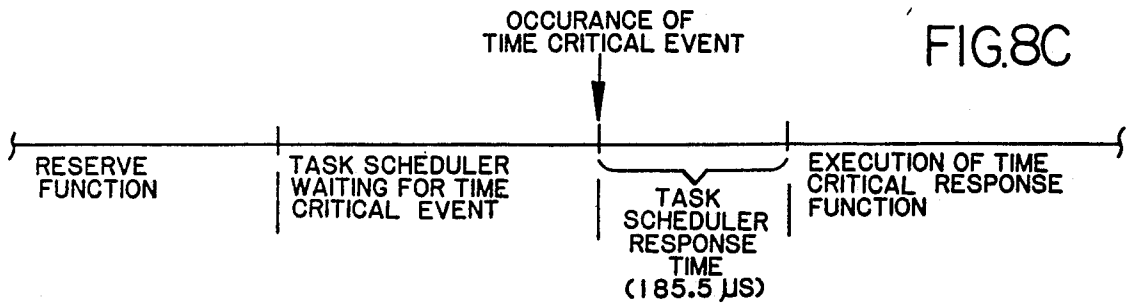 OCCURANCE OF
TIME CRITICAL EVENT
FIG.8C
RESERVE
FUNCTION
TASK SCHEDULER
WAITING FOR TIME
CRITICAL EVENT
TASK
SCHEDULER
RESPONSE
TIME
(185.5 µS)
EXECUTION OF TIME
CRITICAL RESPONSE
FUNCTION